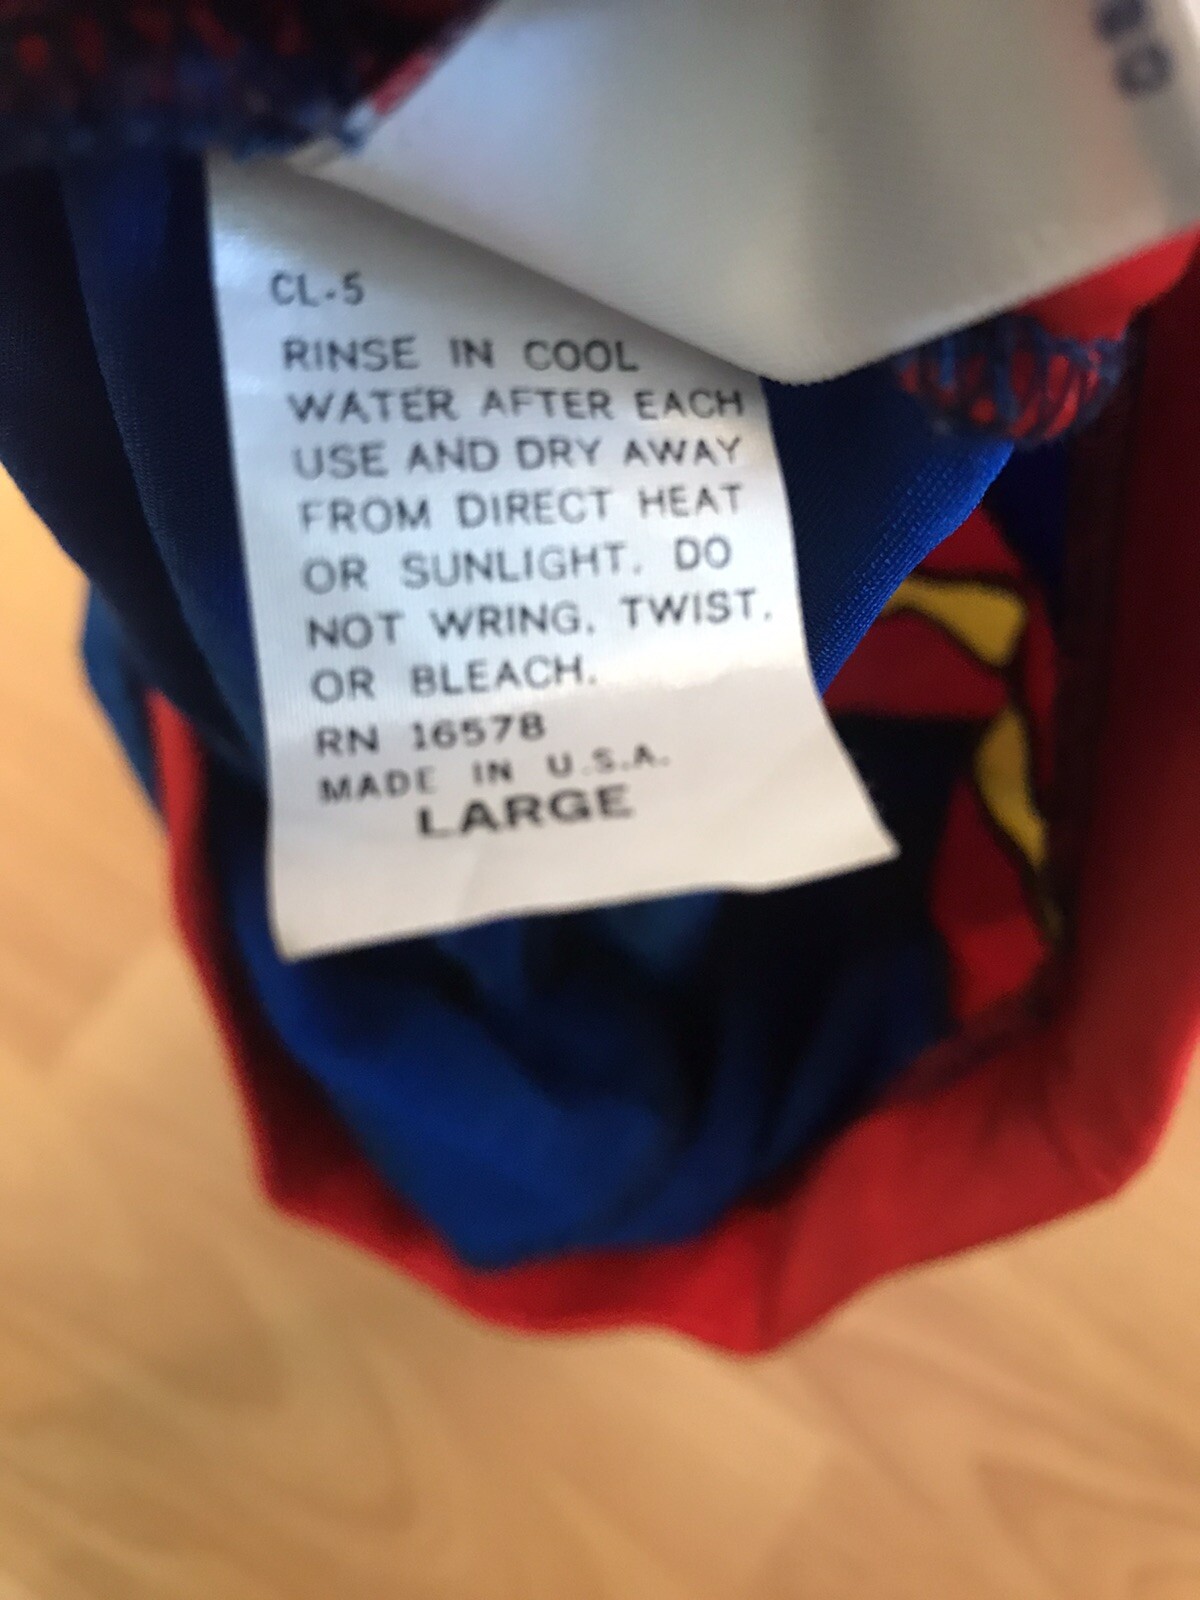 CL-5
RINSE IN COOL
WATER AFTER EACH
USE AND DRY AWAY
FROM DIRECT HEAT
OR SUNLIGHT. DO
NOT WRING, TWIST.
OR BLEACH.
RN 16578
MADE IN U.S.A.
LARGE